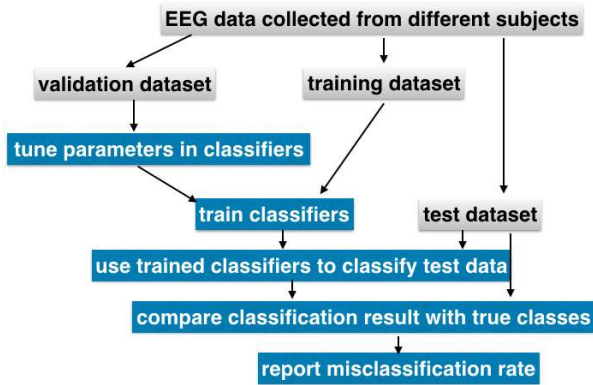 EEG data collected from different subjects
validation dataset
training dataset
tune parameters in classifiers
train classifiers
test dataset
use trained classifiers to classify test data
compare classification result with true classes
report misclassification rate